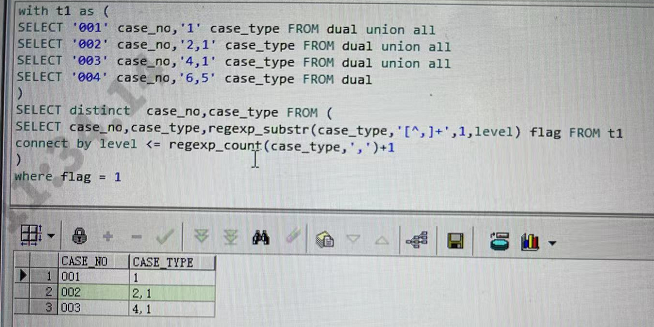 with t1 as (
SELECT '001' case_no,'1' case_type FROM dual union all
SELECT '002' case_no,'2,1' case_type FROM dual union all
SELECT '003' case_no,'4,1' case_type FROM dual union all
SELECT '004' case_no,'6,5' case_type FROM dual
)
SELECT distinct  case_no,case_type FROM (
SELECT case_no,case_type,regexp_substr(case_type,'[^,]+',1,level) flag FROM t1
connect by level <= regexp_count(case_type,',')+1
)
where flag = 1
CASE_NO CASE_TYPE
1 001 1
2 002 2,1
3 003 4,1